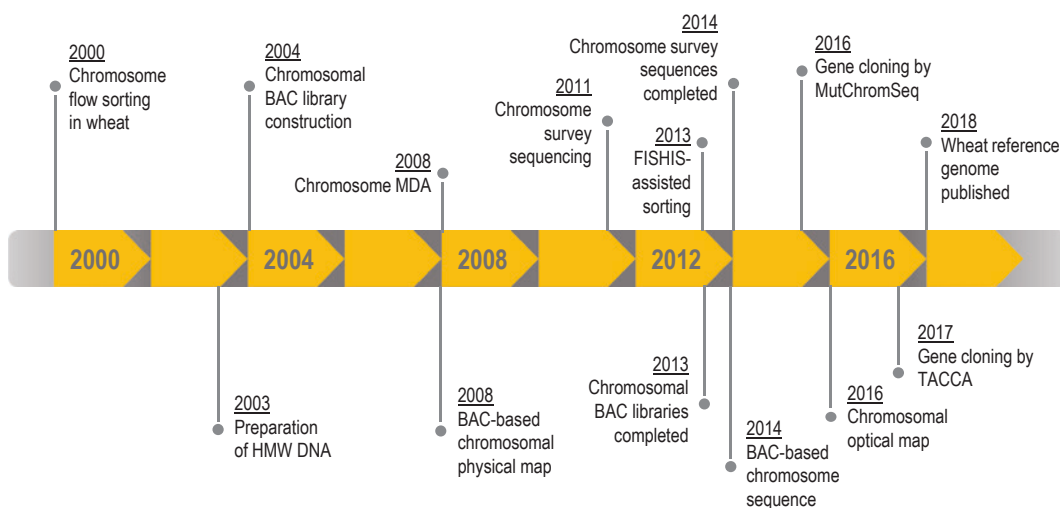 2000
Chromosome
flow sorting
in wheat
2004
Chromosomal
BAC library
construction
2008
Chromosome MDA
2011
Chromosome
survey
sequencing
2013
FISHIS-
assisted
sorting
2014
Chromosome survey
sequences
completed
2016
Gene cloning by
MutChromSeq
2018
Wheat reference
genome
published
2000
2004
2008
2012
2016
2003
Preparation
of HMW DNA
2008
BAC-based
chromosomal
physical map
2013
Chromosomal
BAC libraries
completed
2014
BAC-based
chromosome
sequence
2016
Chromosomal
optical map
2017
Gene cloning by
TACCA